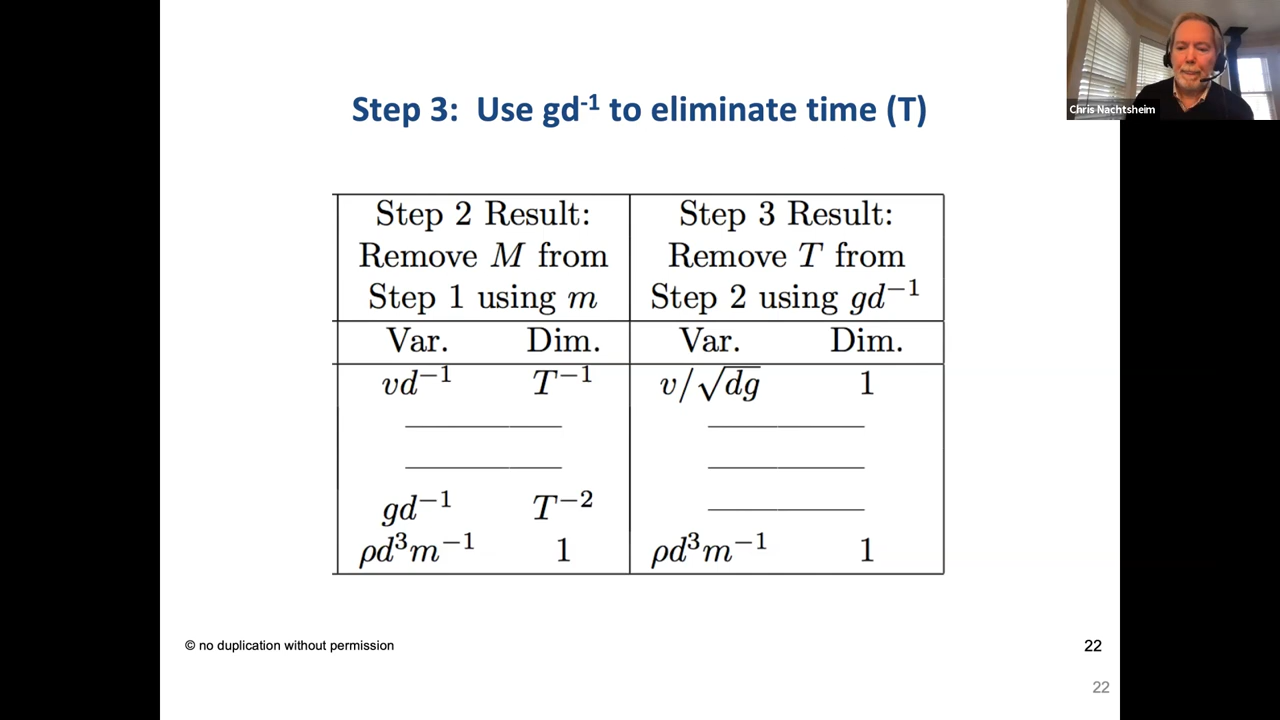 Chris Nachtsheim
Step 3: Use gd⁻¹ to eliminate time (T)
Step 2 Result:
Remove M from
Step 1 using m
Step 3 Result:
Remove T from
Step 2 using gd⁻¹
Var. Dim. Var. Dim.
vd⁻¹ T⁻¹ v/√dg 1
gd⁻¹ T⁻²
ρd³m⁻¹ 1 ρd³m⁻¹ 1
© no duplication without permission
22
22